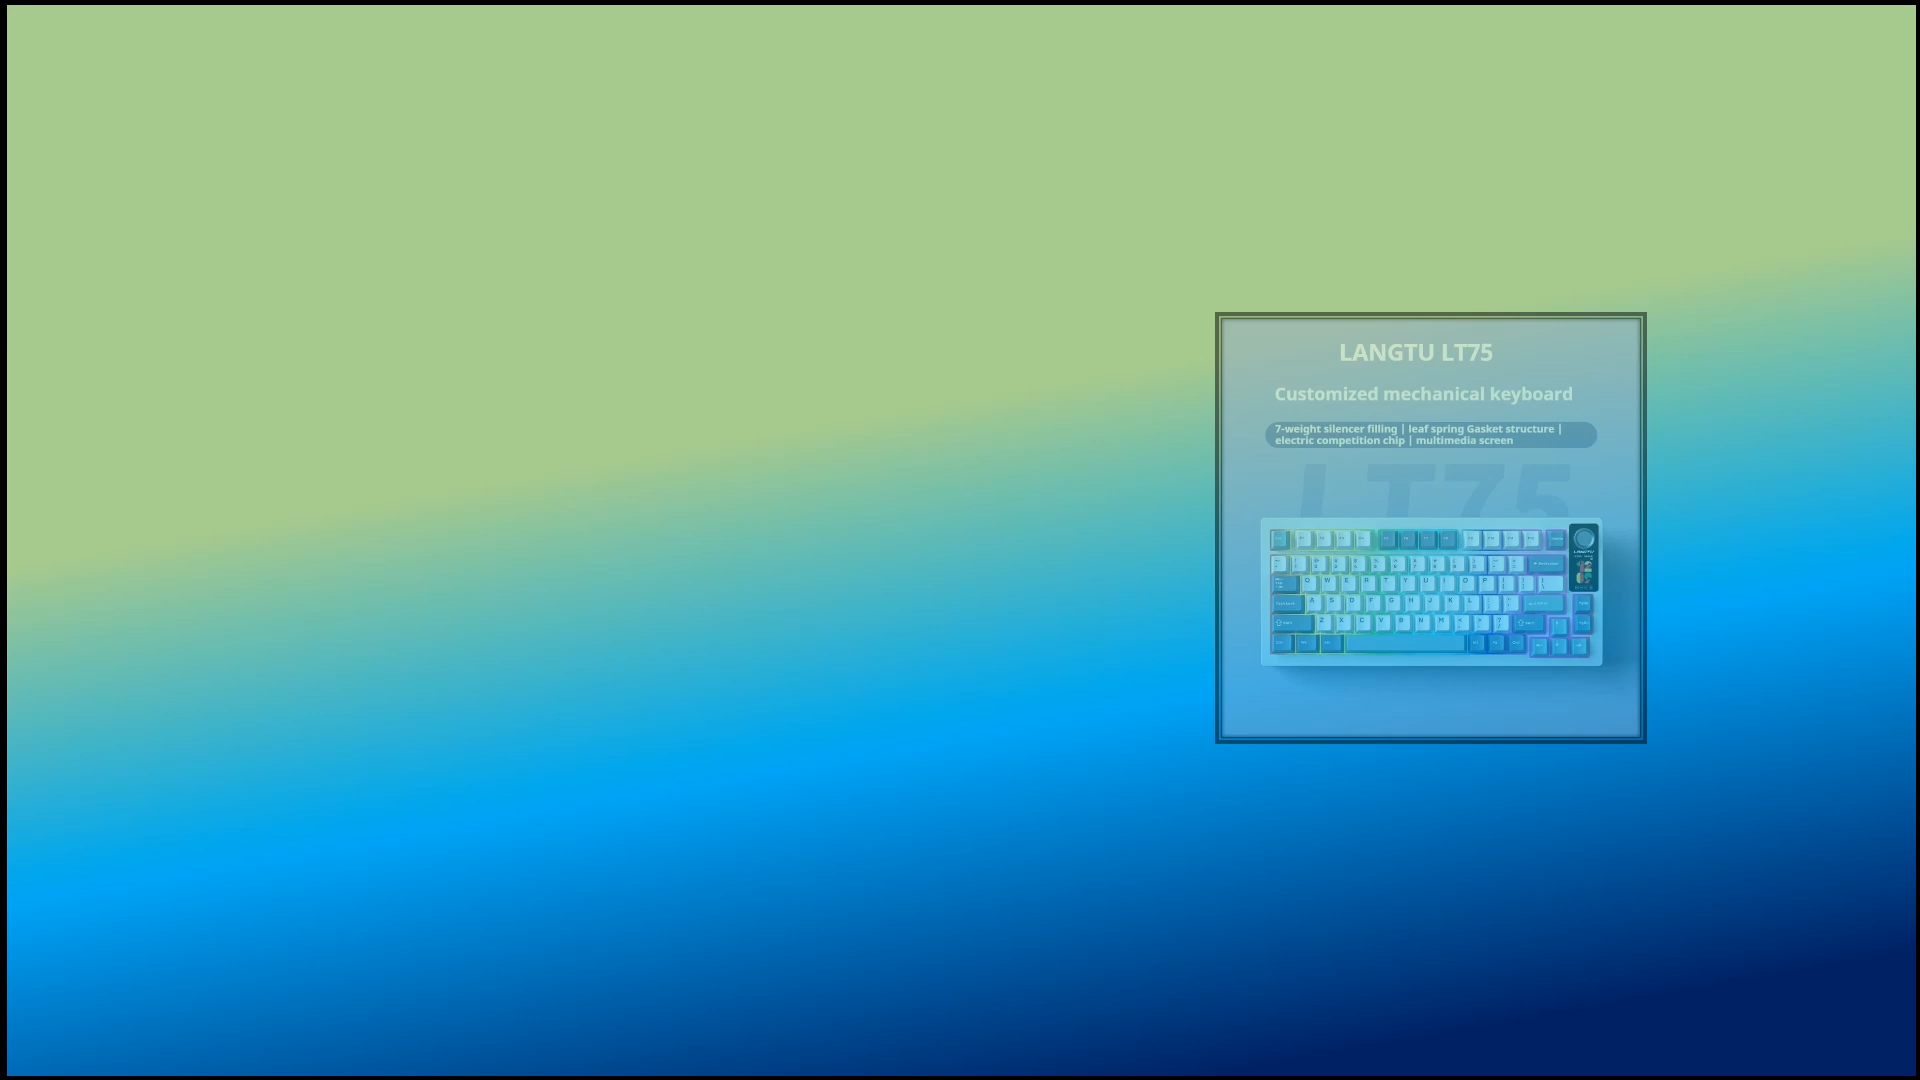 LANGTU LT75
Customized mechanical keyboard
7-weight silencer filling | leaf spring Gasket structure |
electric competition chip | multimedia screen
LT75
Q W E R T Y U I O P
A S D F G H J K L
Z X C V B N M